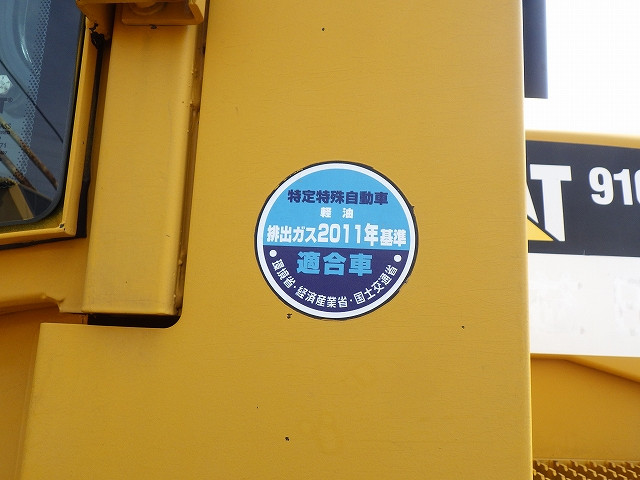 特定特殊自動車
軽油
排出ガス2011年基準
適合車
環境省・経済産業省・国土交通省
AT 910